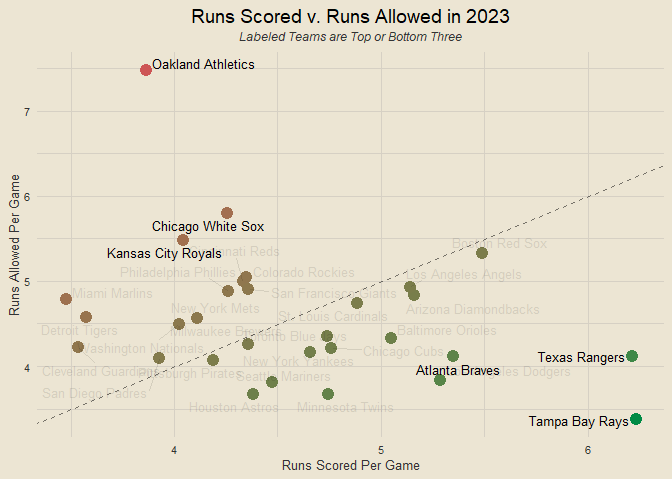 Runs Scored v. Runs Allowed in 2023
Labeled Teams are Top or Bottom Three
Oakland Athletics
7
6
Chicago White Sox
Cincinnati Reds
Boston Red Sox
Kansas City Royals
Philadelphia Phillies
Colorado Rockies
Los Angeles Angels
5
Miami Marlins
San Francisco Giants
New York Mets
Arizona Diamondbacks
St. Louis Cardinals
Detroit Tigers
Milwaukee Brewers
Baltimore Orioles
Toronto Blue Jays
Washington Nationals
Chicago Cubs
Texas Rangers
4
New York Yankees
Cleveland Guardians
Pittsburgh Pirates
Seattle Mariners
Atlanta Braves
Los Angeles Dodgers
San Diego Padres
Houston Astros
Minnesota Twins
Tampa Bay Rays
4
5
6
Runs Scored Per Game
Runs Allowed Per Game